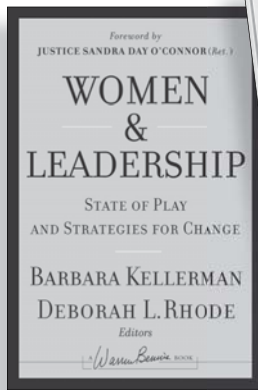 Foreword by
JUSTICE SANDRA DAY O'CONNOR (Ret.)
WOMEN
&
LEADERSHIP
STATE OF PLAY
AND STRATEGIES FOR CHANGE
BARBARA KELLERMAN
DEBORAH L. RHODE
Editors
A Warren Bennis BOOK